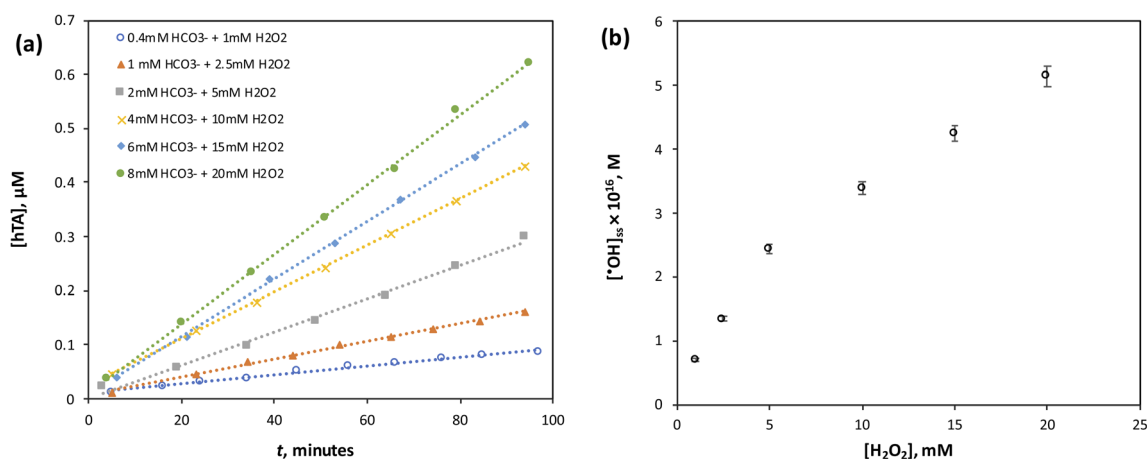 (a)
0.7
0.6
0.5
0.4
0.3
0.2
0.1
0
0 20 40 60 80 100
[hTA], µM
t, minutes
0.4mM HCO3- + 1mM H2O2
1 mM HCO3- + 2.5mM H2O2
2mM HCO3- + 5mM H2O2
4mM HCO3- + 10mM H2O2
6mM HCO3- + 15mM H2O2
8mM HCO3- + 20mM H2O2
(b)
6
5
4
3
2
1
0
0 5 10 15 20 25
[•OH]ss × 10¹⁶, M
[H₂O₂], mM